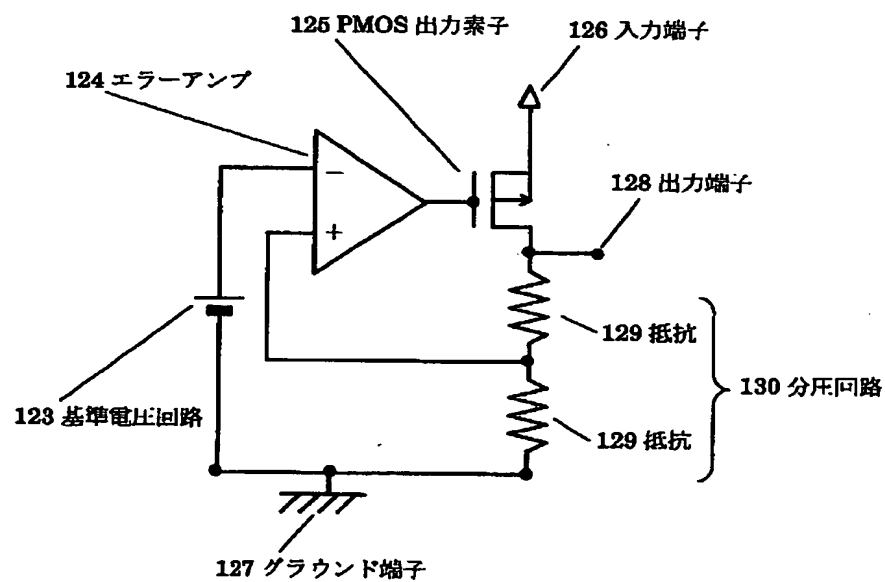 125 PMOS 出力素子
126 入力端子
124 エラーアンプ
128 出力端子
−
+
129 抵抗
130 分圧回路
123 基準電圧回路
129 抵抗
127 グラウンド端子